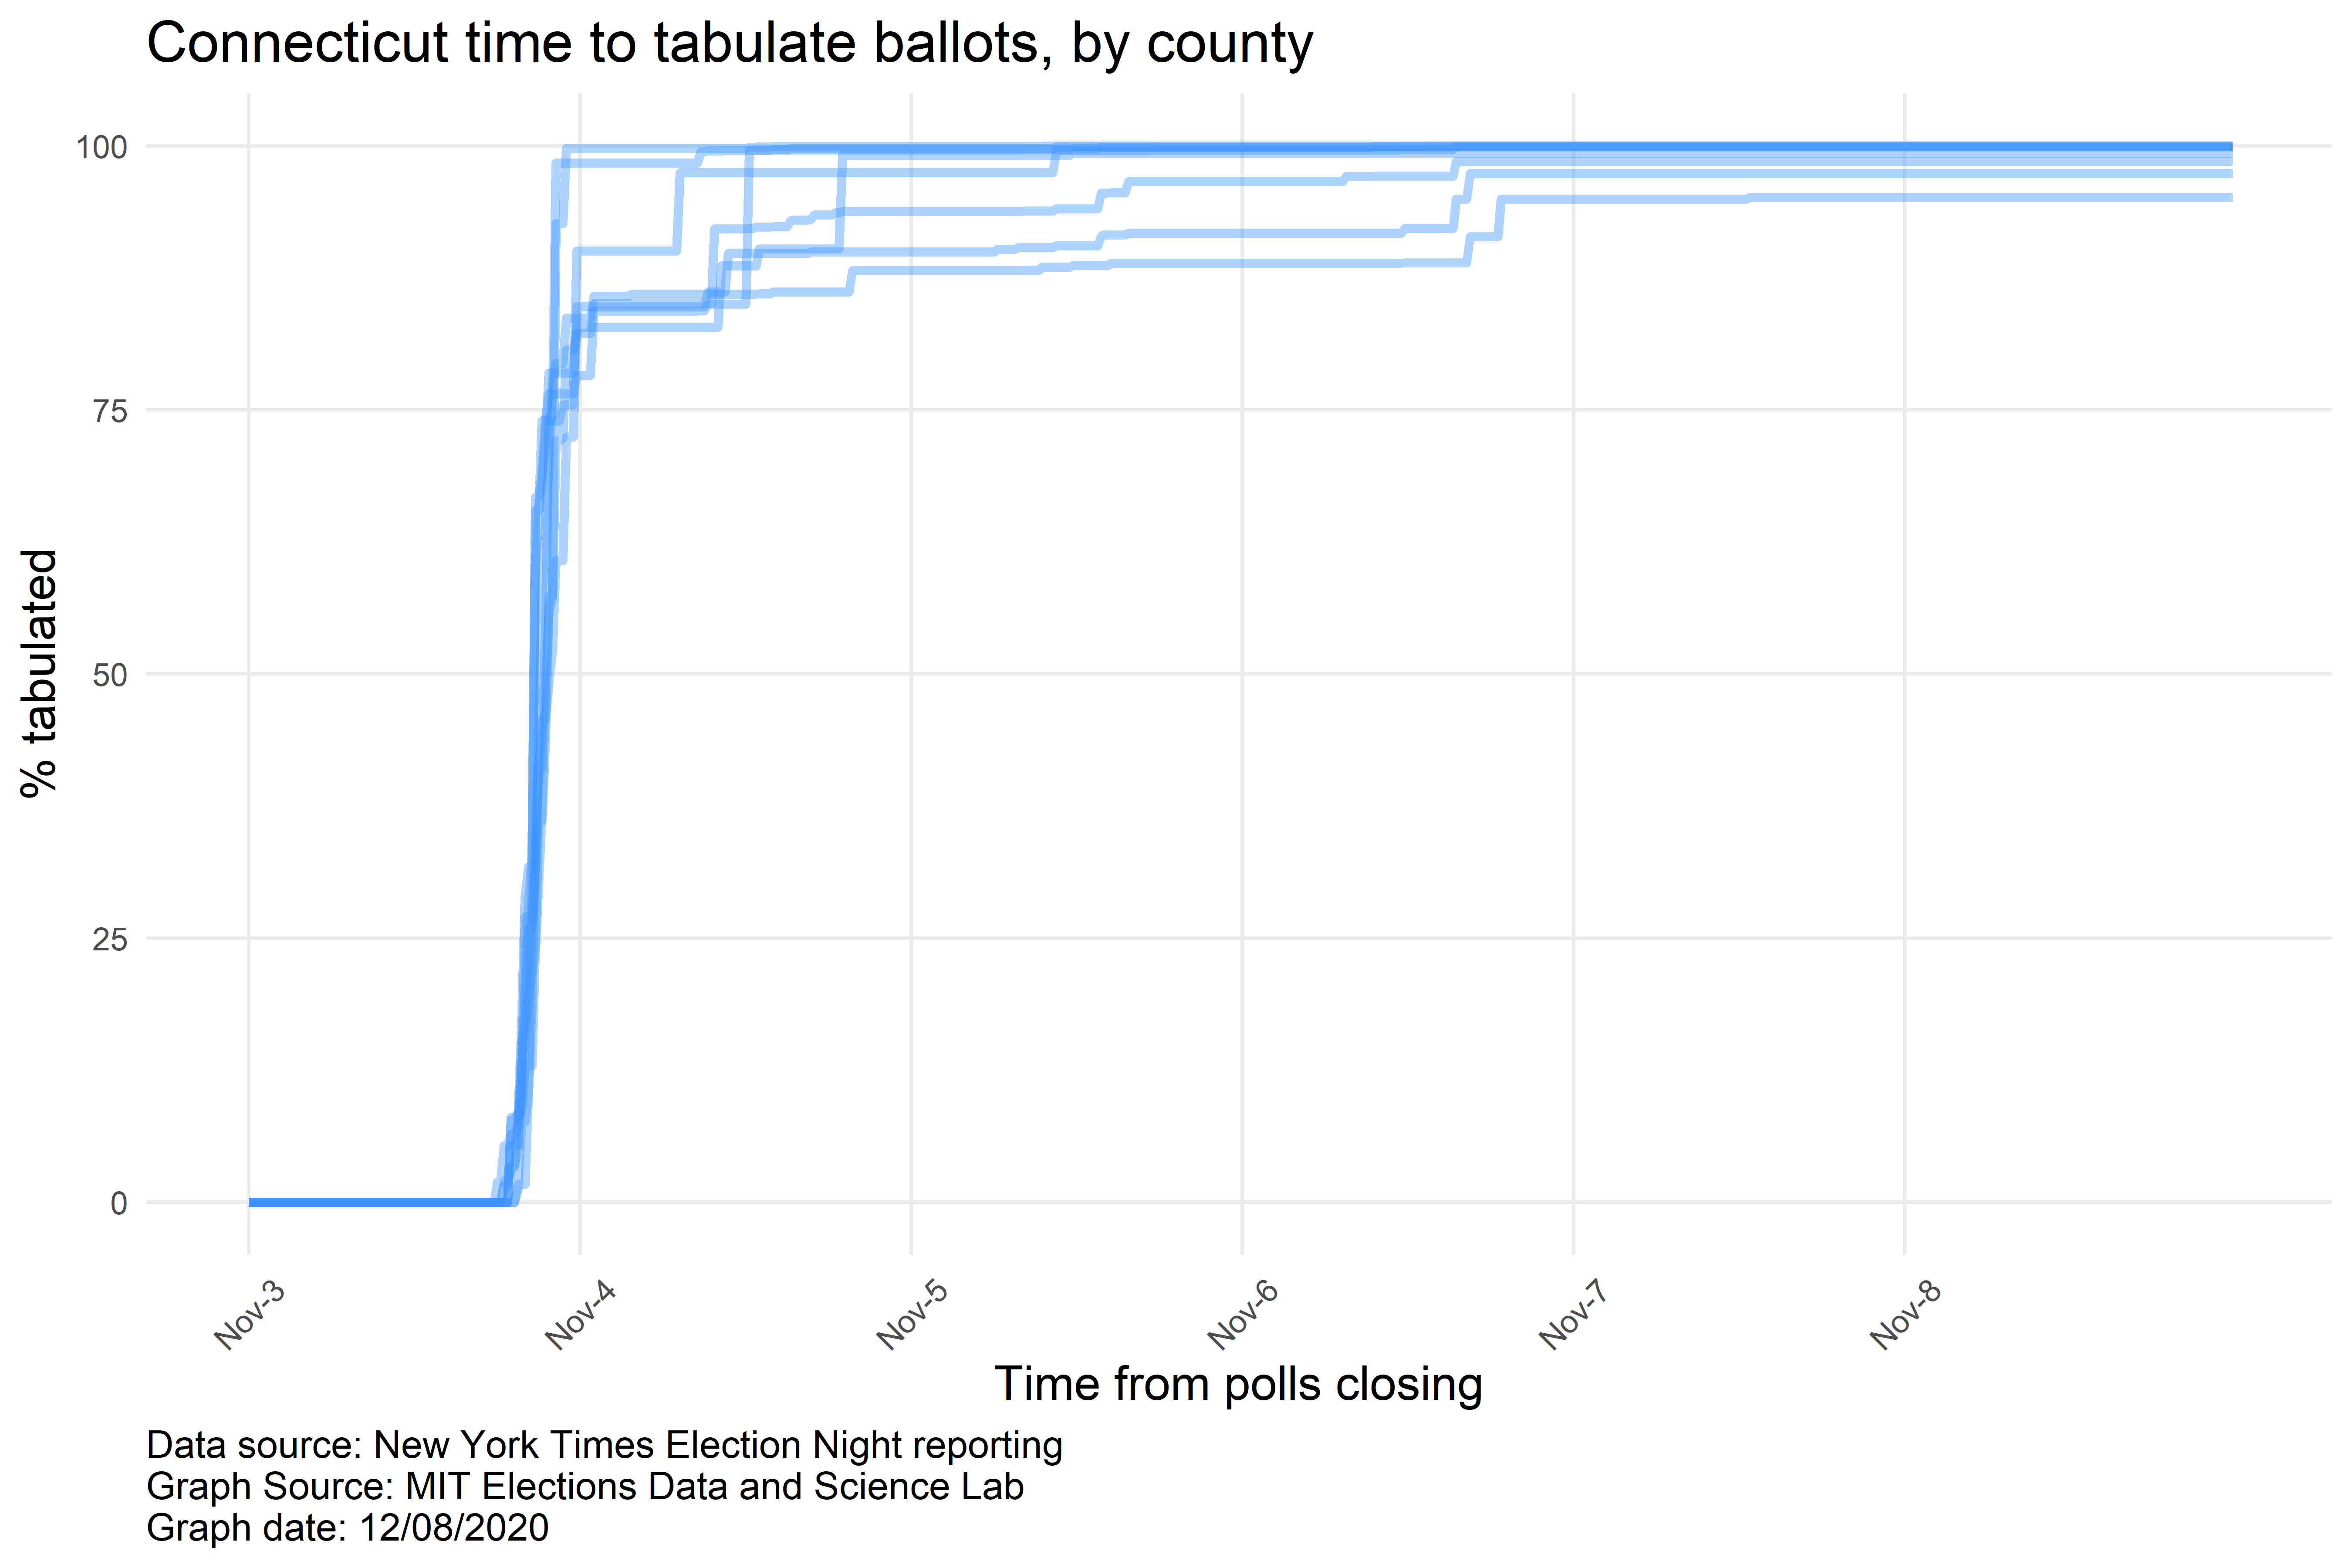 Connecticut time to tabulate ballots, by county
100
75
50
25
0
% tabulated
Nov-3
Nov-4
Nov-5
Nov-6
Nov-7
Nov-8
Time from polls closing
Data source: New York Times Election Night reporting
Graph Source: MIT Elections Data and Science Lab
Graph date: 12/08/2020